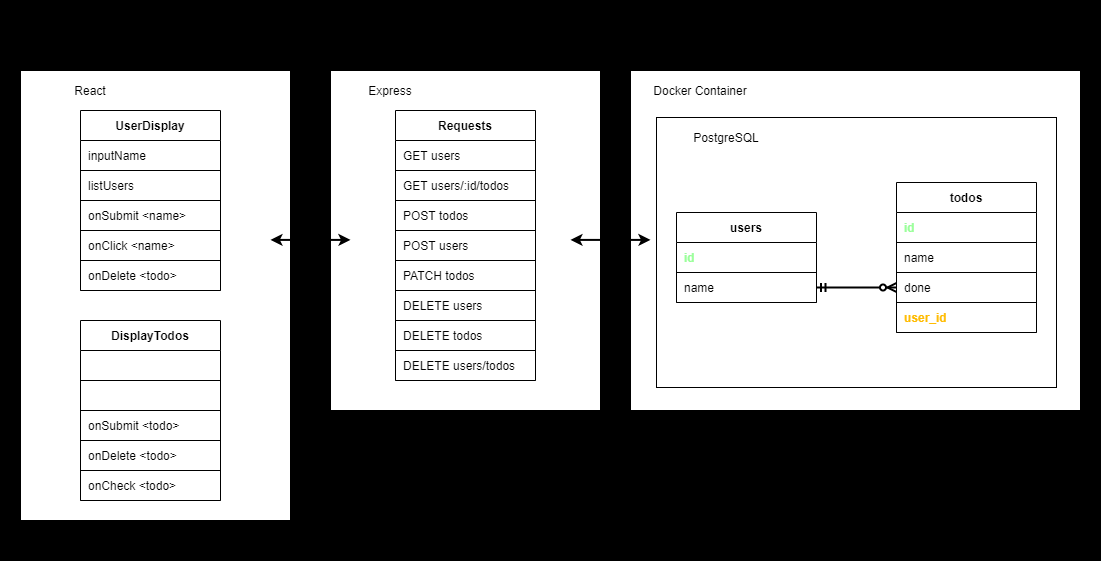 React
UserDisplay
inputName
listUsers
onSubmit <name>
onClick <name>
onDelete <todo>
DisplayTodos
onSubmit <todo>
onDelete <todo>
onCheck <todo>
Express
Requests
GET users
GET users/:id/todos
POST todos
POST users
PATCH todos
DELETE users
DELETE todos
DELETE users/todos
Docker Container
PostgreSQL
users
id
name
todos
id
name
done
user_id